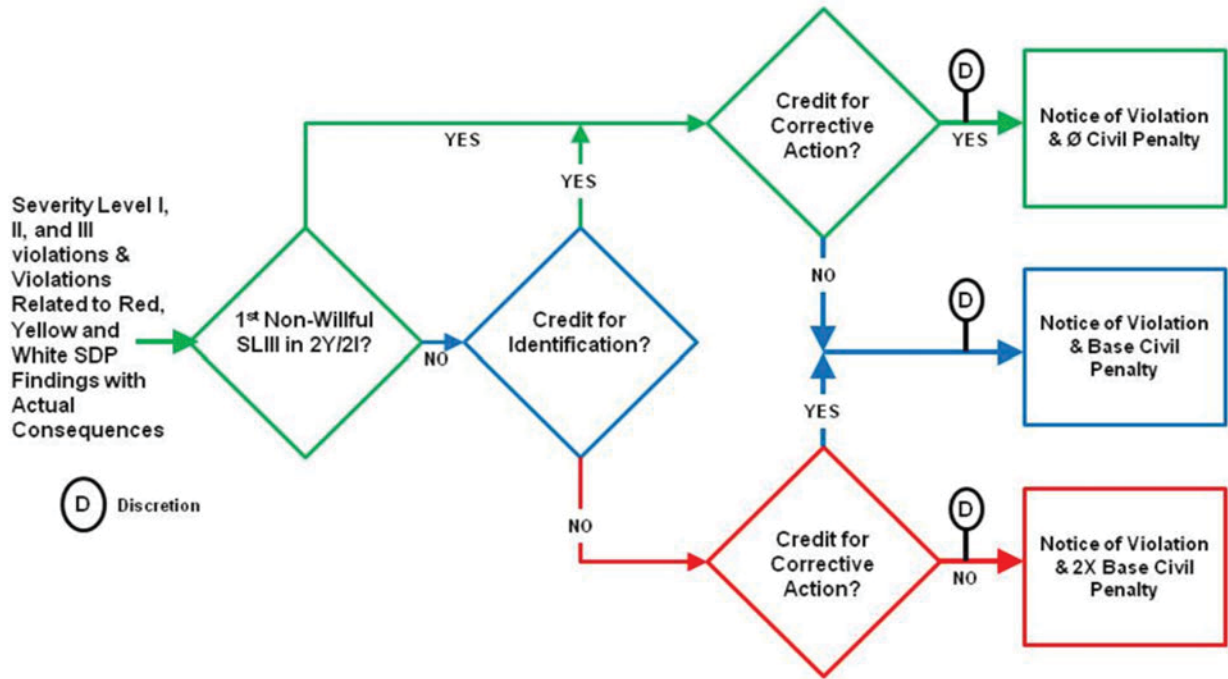 Severity Level I,
II, and III
violations &
Violations
Related to Red,
Yellow and
White SDP
Findings with
Actual
Consequences
D Discretion
1st Non-Willful
SLIII in 2Y/2I?
YES
NO
Credit for
Identification?
YES
NO
Credit for
Corrective
Action?
D
YES
NO
Notice of Violation
& Ø Civil Penalty
D
Notice of Violation
& Base Civil
Penalty
YES
Credit for
Corrective
Action?
D
NO
Notice of Violation
& 2X Base Civil
Penalty